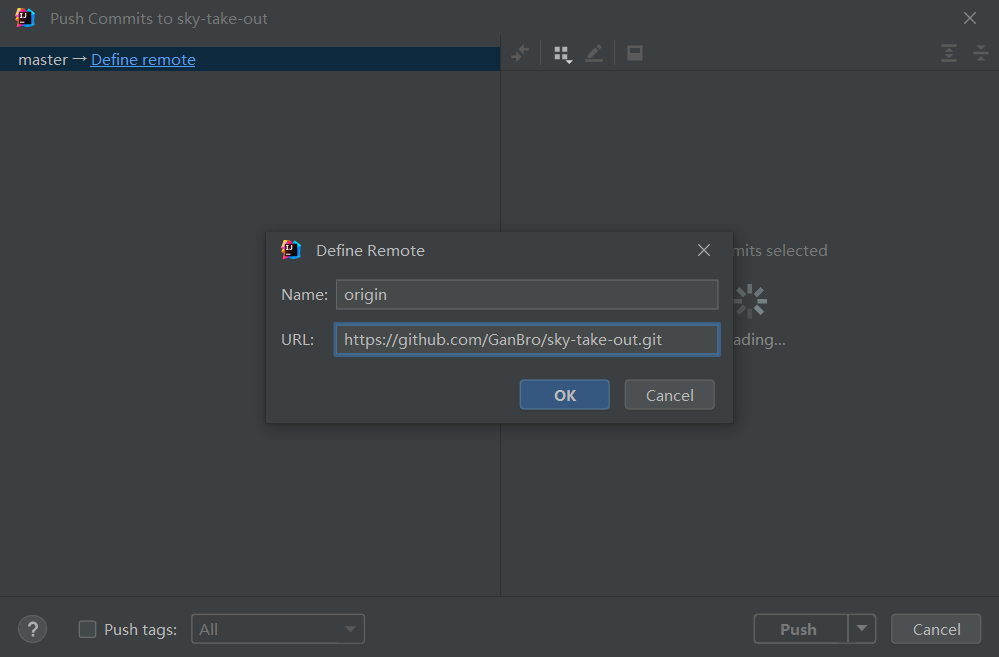 Push Commits to sky-take-out
master → Define remote
mits selected
ading...
Define Remote
Name: origin
URL: https://github.com/GanBro/sky-take-out.git
OK Cancel
? Push tags: All Push Cancel